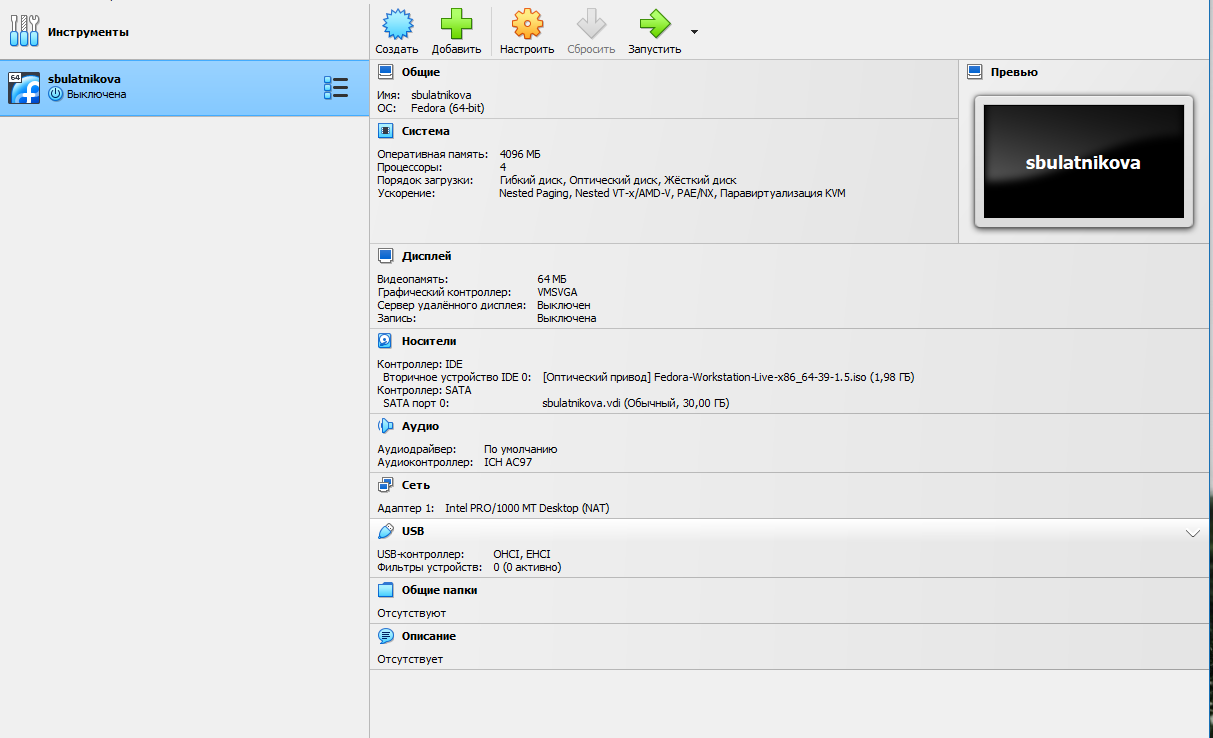 Инструменты
Создать Добавить Настроить Сбросить Запустить
64
sbulatnikova
Выключена
Общие
Имя: sbulatnikova
ОС: Fedora (64-bit)
Превью
sbulatnikova
Система
Оперативная память: 4096 МБ
Процессоры: 4
Порядок загрузки: Гибкий диск, Оптический диск, Жёсткий диск
Ускорение: Nested Paging, Nested VT-x/AMD-V, PAE/NX, Паравиртуализация KVM
Дисплей
Видеопамять: 64 МБ
Графический контроллер: VMSVGA
Сервер удалённого дисплея: Выключен
Запись: Выключена
Носители
Контроллер: IDE
Вторичное устройство IDE 0: [Оптический привод] Fedora-Workstation-Live-x86_64-39-1.5.iso (1,98 ГБ)
Контроллер: SATA
SATA порт 0: sbulatnikova.vdi (Обычный, 30,00 ГБ)
Аудио
Аудиодрайвер: По умолчанию
Аудиоконтроллер: ICH AC97
Сеть
Адаптер 1: Intel PRO/1000 MT Desktop (NAT)
USB
USB-контроллер: OHCI, EHCI
Фильтры устройств: 0 (0 активно)
Общие папки
Отсутствуют
Описание
Отсутствует